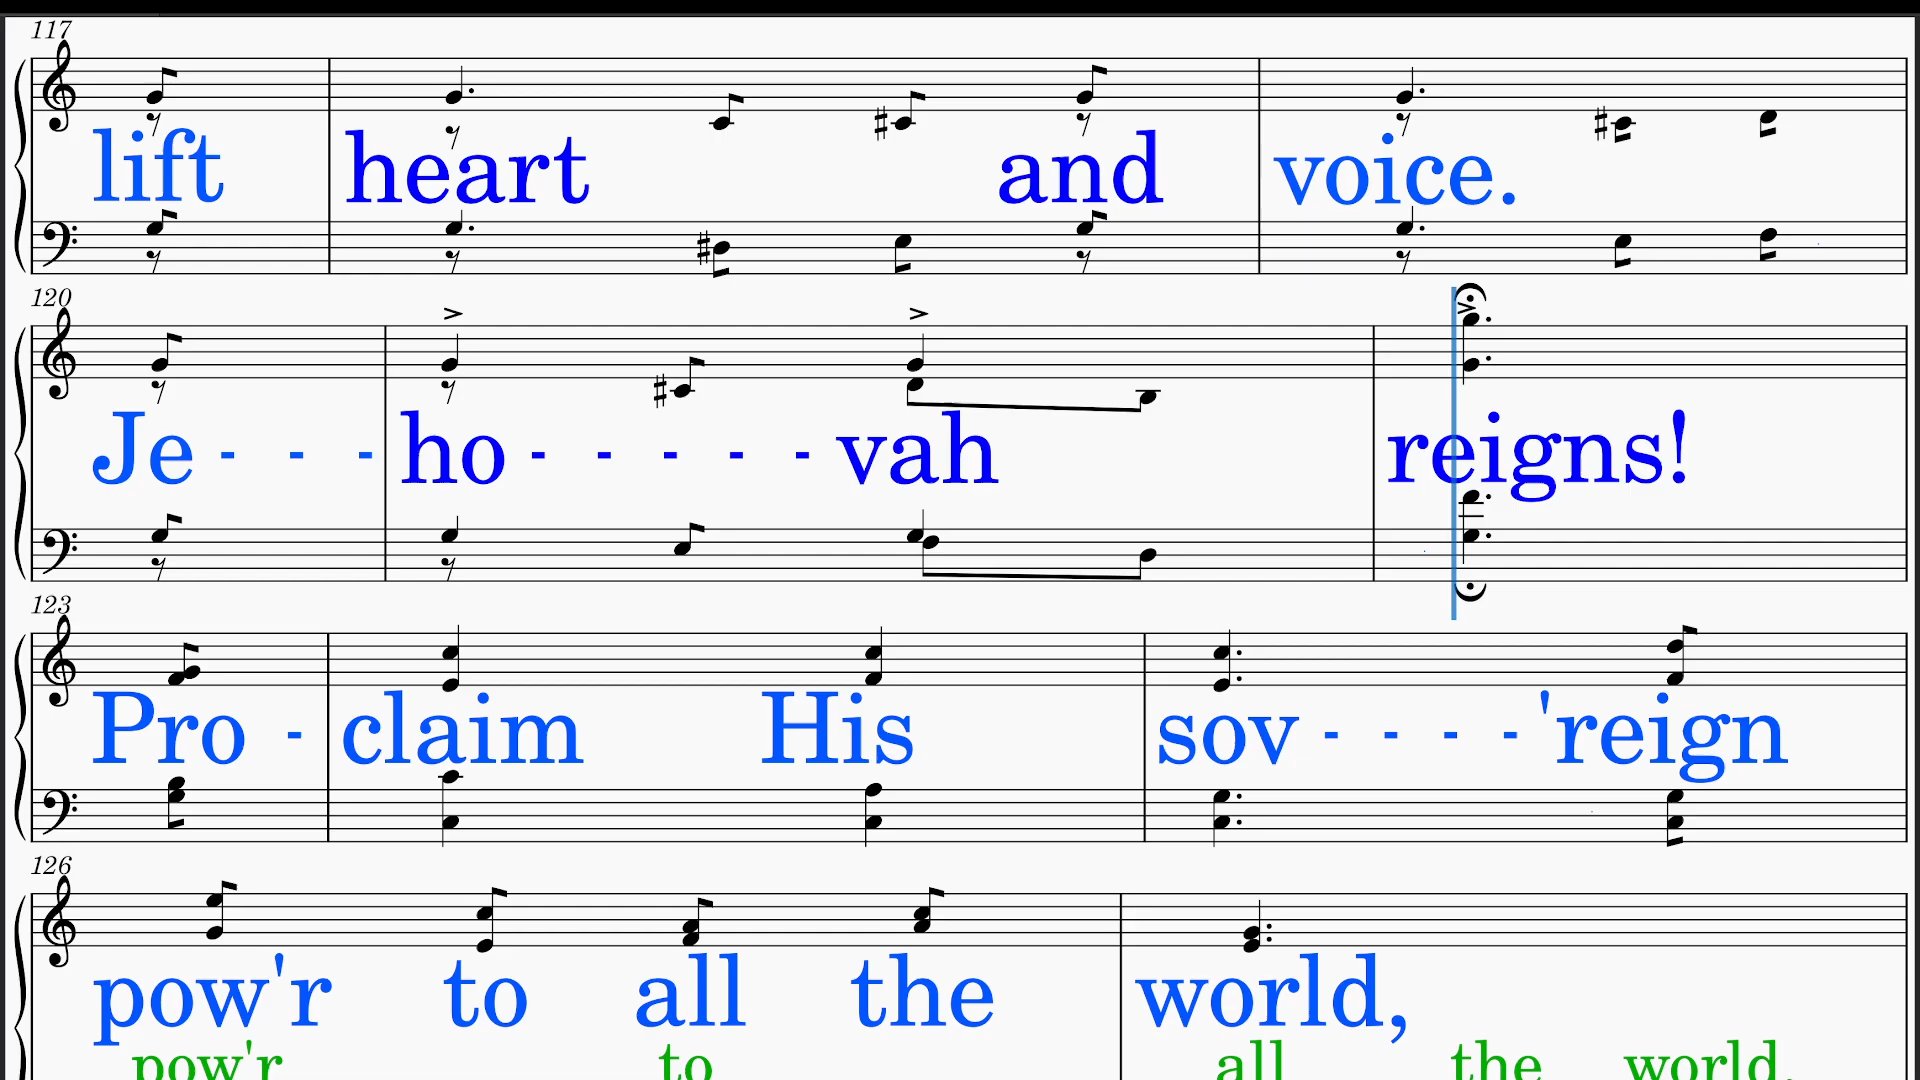 117
lift heart and voice.
120
Je - - - ho - - - - - vah reigns!
123
Pro - claim His sov - - - - 'reign
126
pow'r to all the world,
pow'r to all the world,